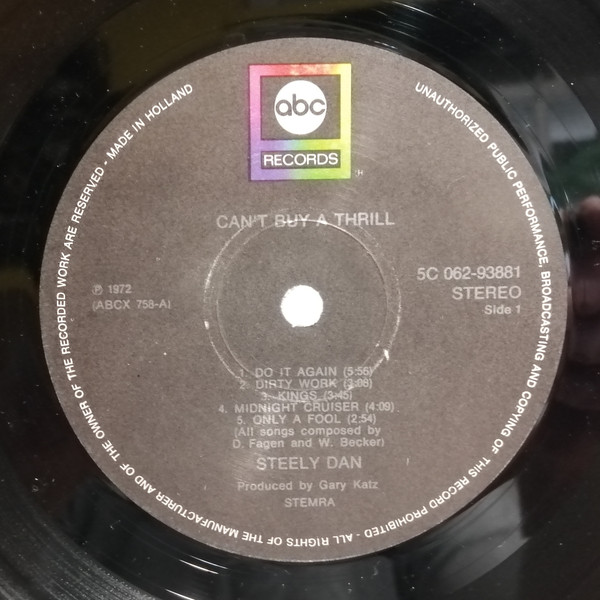 abc
RECORDS
CAN'T BUY A THRILL
℗ 1972
(ABCX 758-A)
5C 062-93881
STEREO
Side 1
1. DO IT AGAIN (5:56)
2. DIRTY WORK (3:08)
3. KINGS (3:45)
4. MIDNIGHT CRUISER (4:09)
5. ONLY A FOOL (2:54)
(All songs composed by
D. Fagen and W. Becker)
STEELY DAN
Produced by Gary Katz
STEMRA
UNAUTHORIZED PUBLIC PERFORMANCE, BROADCASTING AND COPYING OF THIS RECORD PROHIBITED - ALL RIGHTS OF THE MANUFACTURER AND OF THE OWNER OF THE RECORDED WORK ARE RESERVED - MADE IN HOLLAND